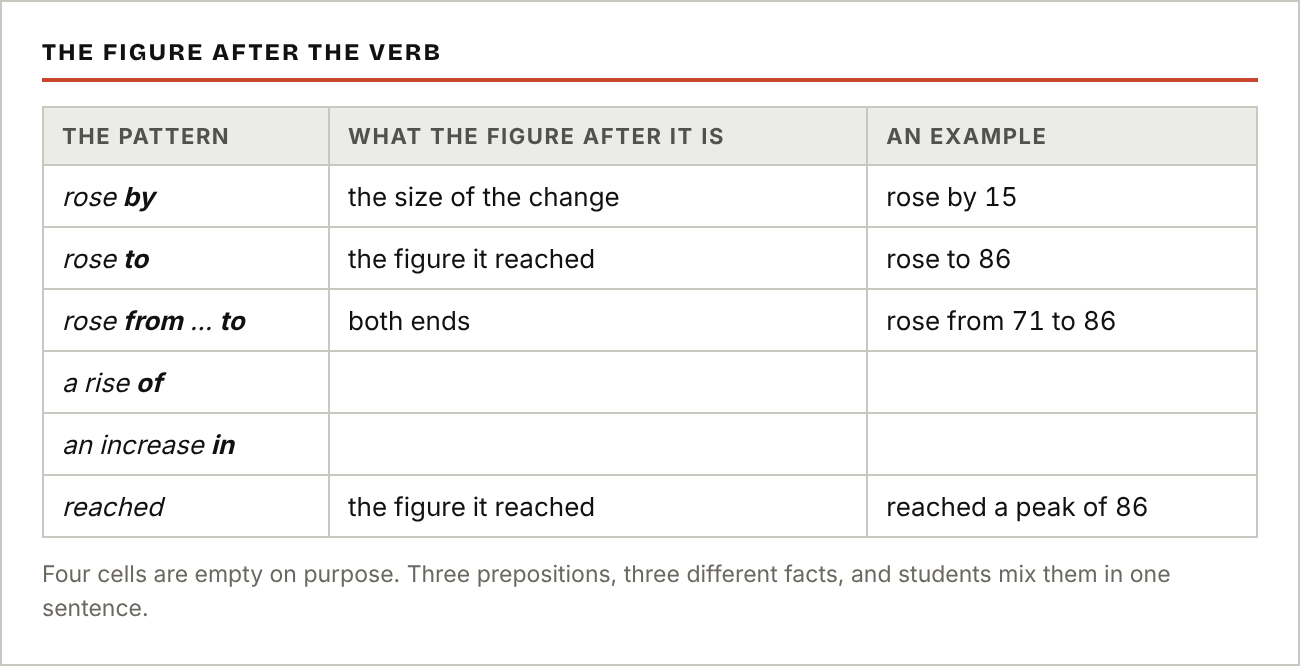 THE FIGURE AFTER THE VERB
THE PATTERN WHAT THE FIGURE AFTER IT IS AN EXAMPLE
rose by the size of the change rose by 15
rose to the figure it reached rose to 86
rose from ... to both ends rose from 71 to 86
a rise of
an increase in
reached the figure it reached reached a peak of 86
Four cells are empty on purpose. Three prepositions, three different facts, and students mix them in one
sentence.